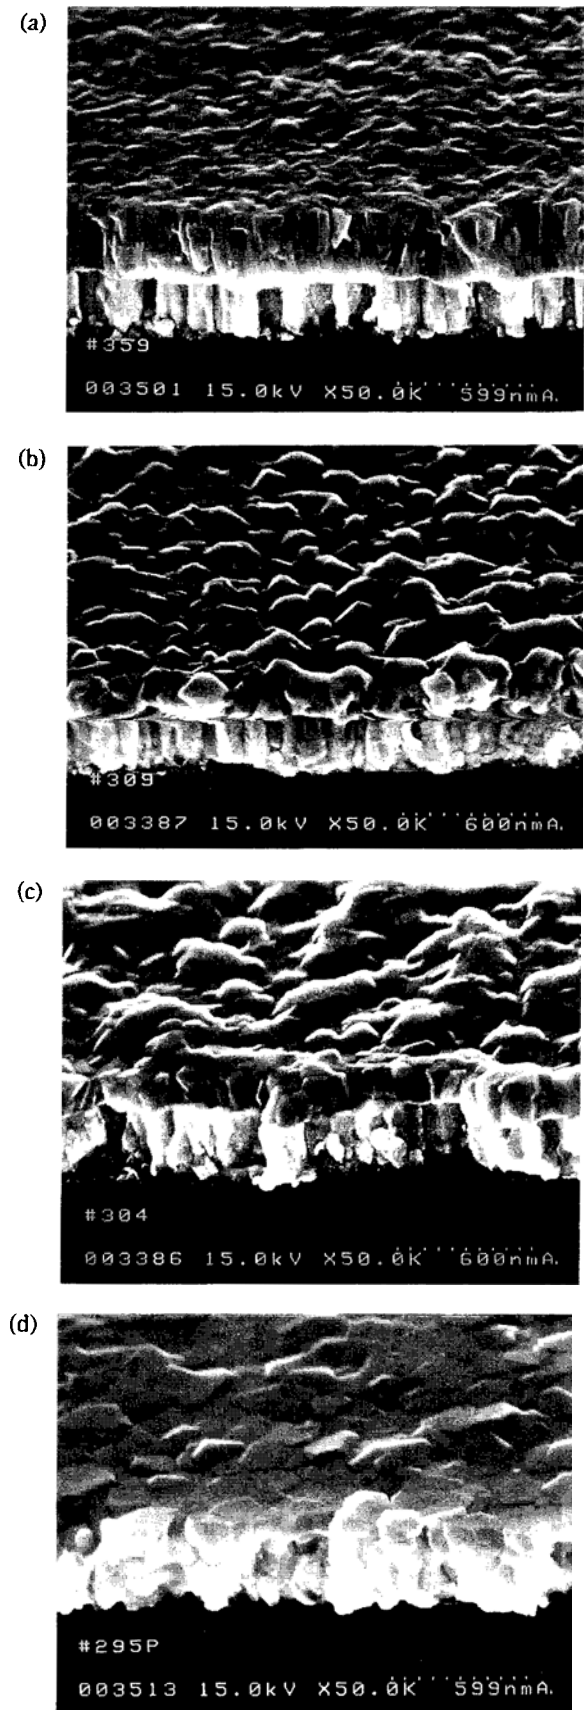 (a)
#359
003501 15.0kV X50.0K 599nmA.
(b)
#309
003387 15.0kV X50.0K 600nmA.
(c)
#304
003386 15.0kV X50.0K 600nmA.
(d)
#295P
003513 15.0kV X50.0K 599nmA.